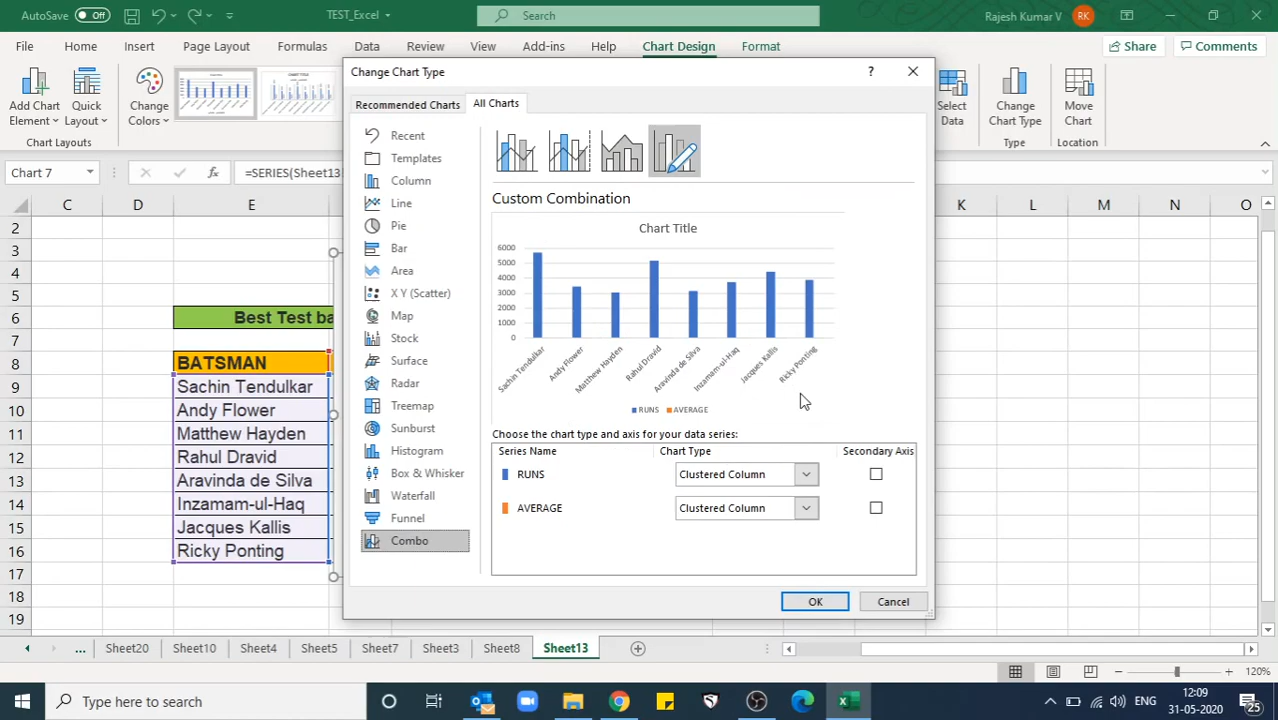 AutoSave Off TEST_Excel Search Rajesh Kumar V RK
File Home Insert Page Layout Formulas Data Review View Add-ins Help Chart Design Format Share Comments
Add Chart Element
Quick Layout
Change Colors
Select Data
Change Chart Type
Move Chart
Chart Layouts Type Location
Chart 7 fx =SERIES(Sheet13
C D E K L M N O
2
3
4
5
6 Best Test ba
7
8 BATSMAN
9 Sachin Tendulkar
10 Andy Flower
11 Matthew Hayden
12 Rahul Dravid
13 Aravinda de Silva
14 Inzamam-ul-Haq
15 Jacques Kallis
16 Ricky Ponting
17
18
19
Change Chart Type ?
Recommended Charts All Charts
Recent
Templates
Column
Line
Pie
Bar
Area
X Y (Scatter)
Map
Stock
Surface
Radar
Treemap
Sunburst
Histogram
Box & Whisker
Waterfall
Funnel
Combo
Custom Combination
Chart Title
6000
5000
4000
3000
2000
1000
0
Sachin Tendulkar
Andy Flower
Matthew Hayden
Rahul Dravid
Aravinda de Silva
Inzamam-ul-Haq
Jacques Kallis
Ricky Ponting
RUNS AVERAGE
Choose the chart type and axis for your data series:
Series Name Chart Type Secondary Axis
RUNS Clustered Column
AVERAGE Clustered Column
OK Cancel
... Sheet20 Sheet10 Sheet4 Sheet5 Sheet7 Sheet3 Sheet8 Sheet13
120%
Type here to search ENG 12:09
31-05-2020 25